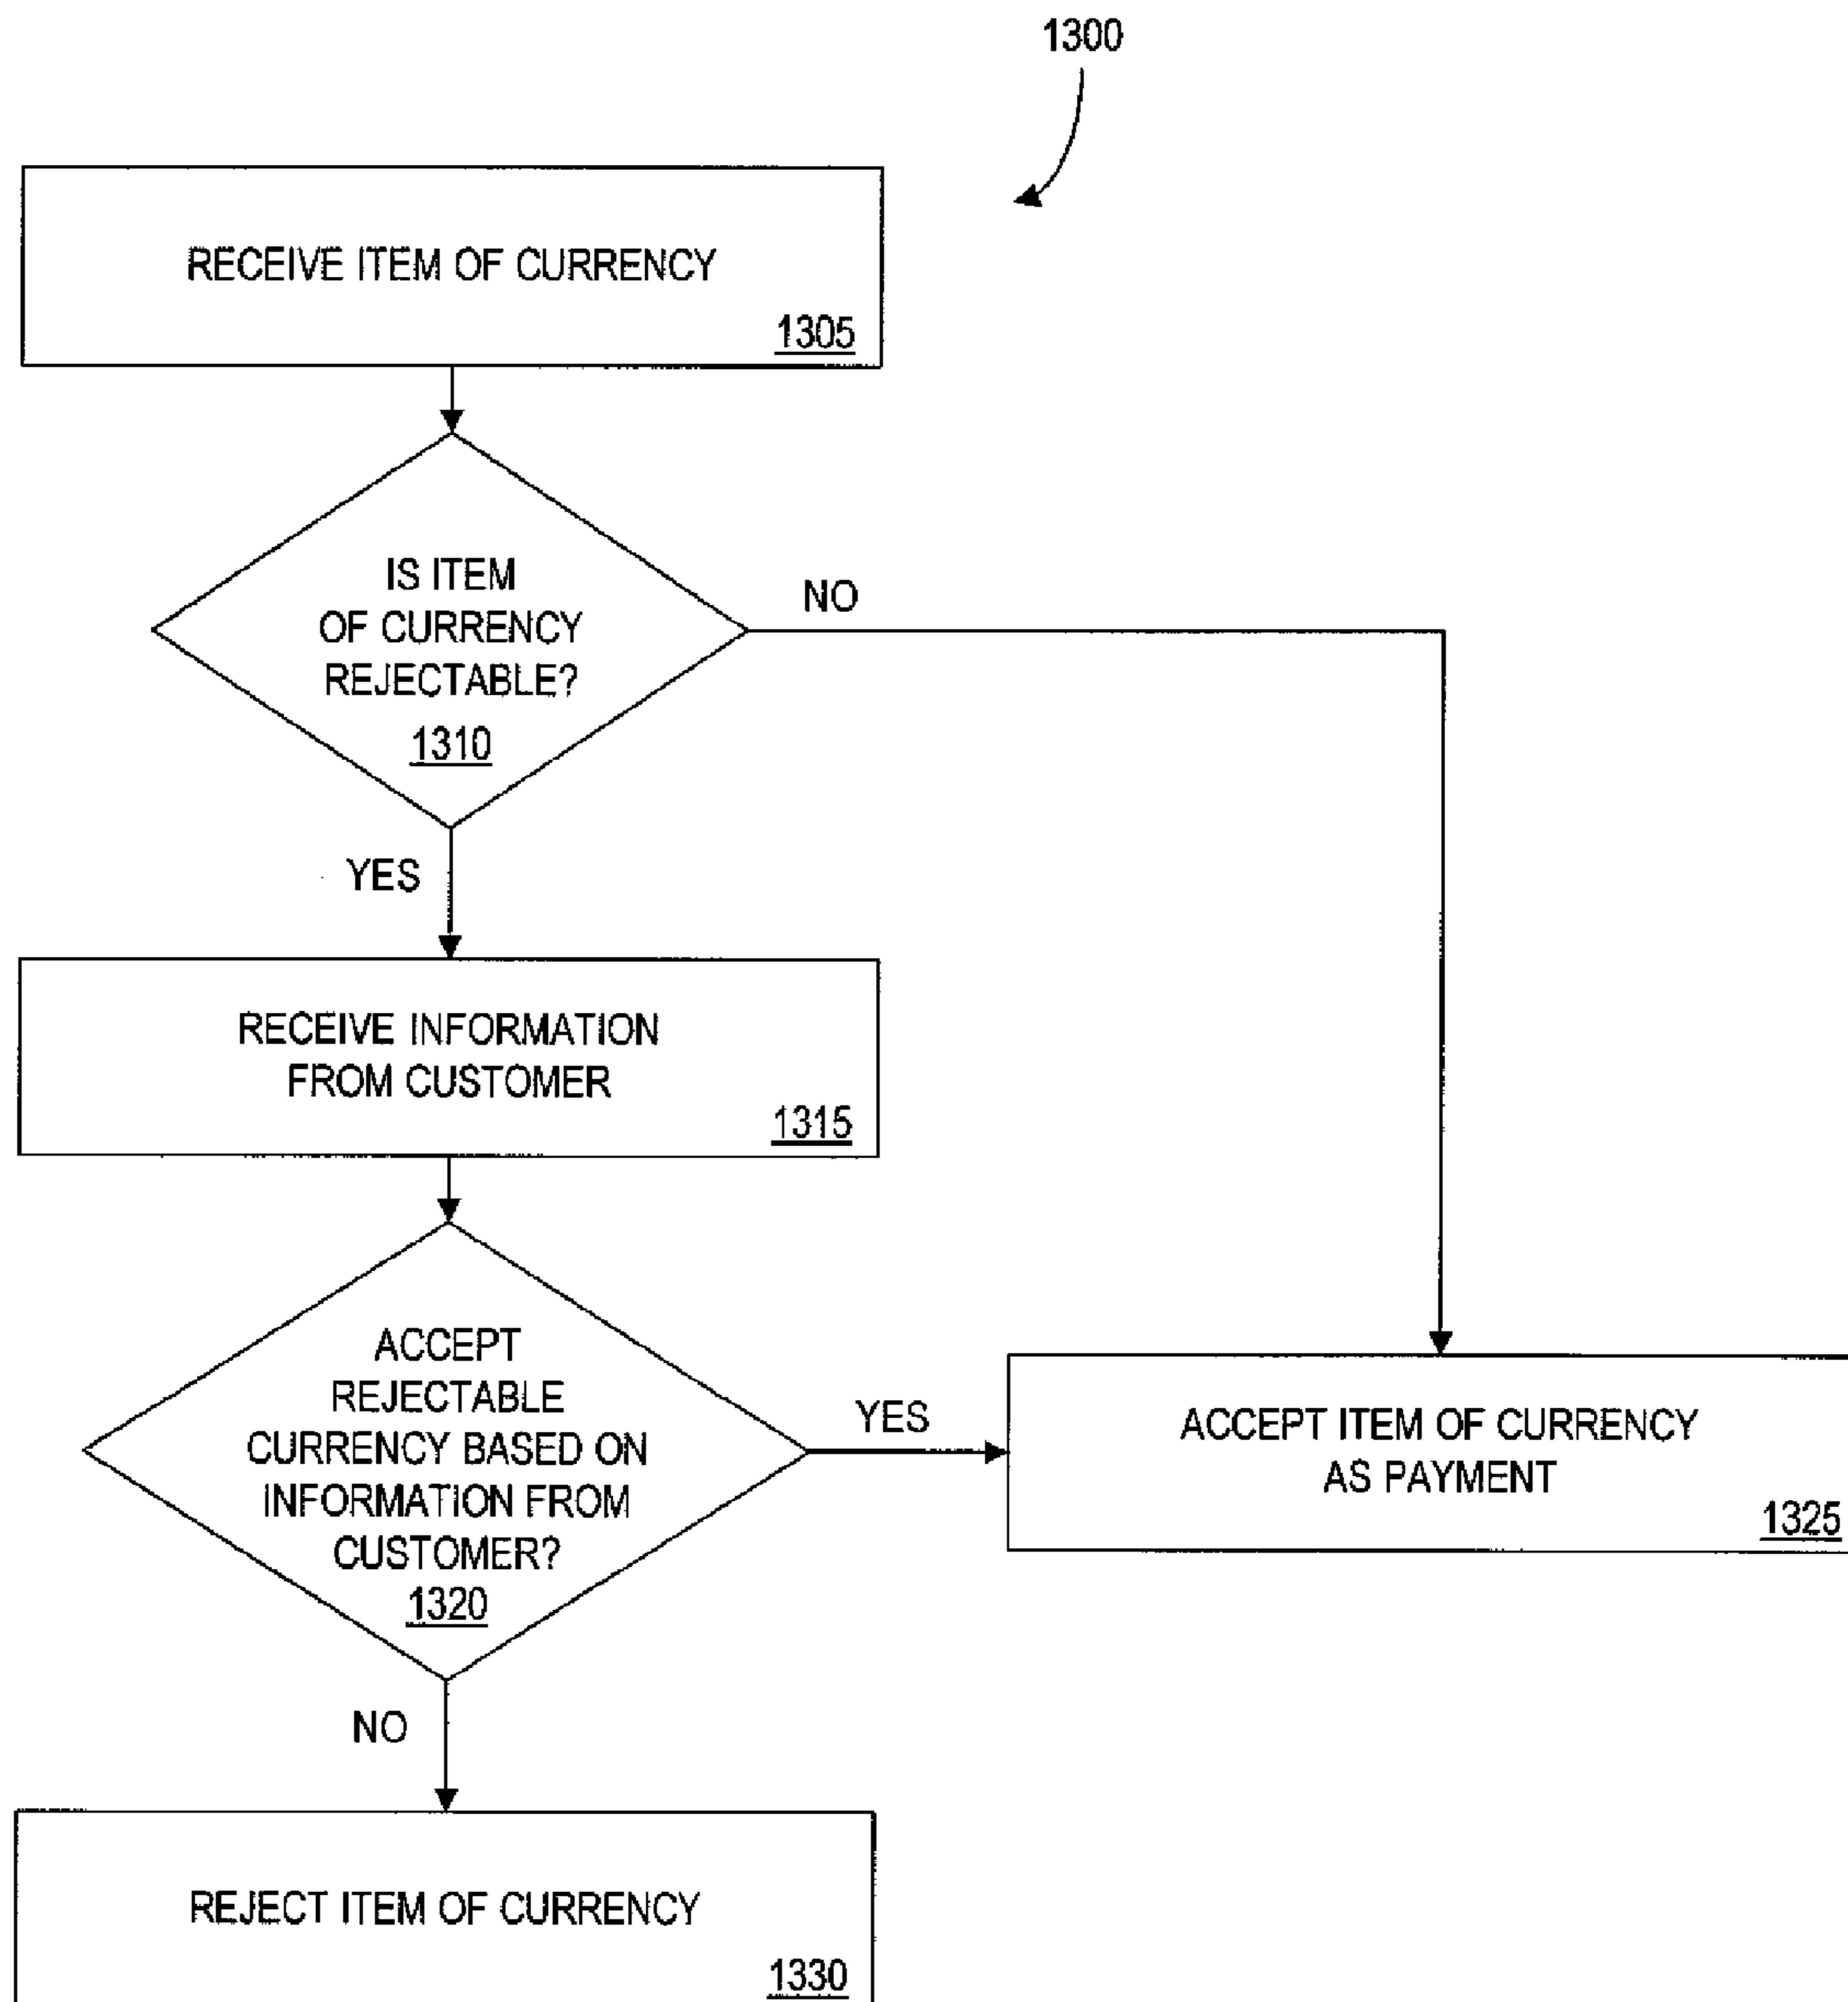 1300
RECEIVE ITEM OF CURRENCY
1305
IS ITEM
OF CURRENCY
REJECTABLE?
1310
NO
YES
RECEIVE INFORMATION
FROM CUSTOMER
1315
ACCEPT
REJECTABLE
CURRENCY BASED ON
INFORMATION FROM
CUSTOMER?
1320
YES
ACCEPT ITEM OF CURRENCY
AS PAYMENT
1325
NO
REJECT ITEM OF CURRENCY
1330